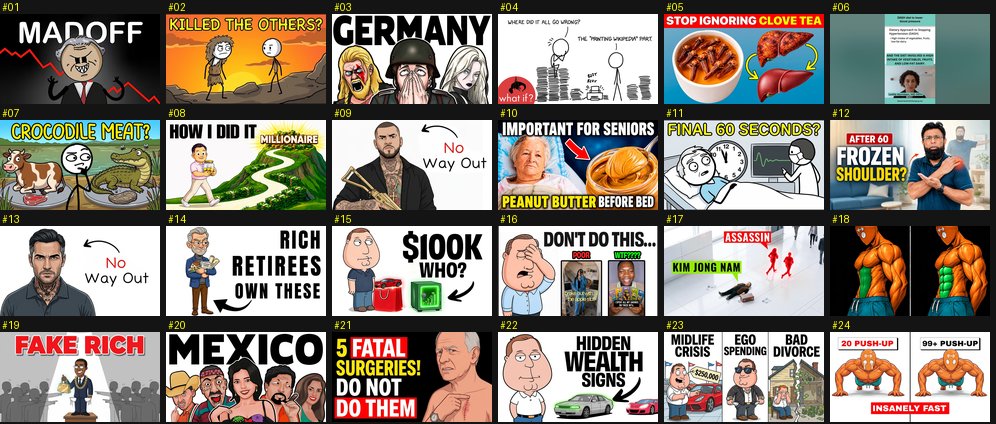 #01
MADOFF
#02
KILLED THE OTHERS?
#03
GERMANY
#04
WHERE DID IT ALL GO WRONG?
THE "PRINTING WIKIPEDIA" PART.
what if?
#05
STOP IGNORING CLOVE TEA
#06
#07
CROCODILE MEAT?
#08
HOW I DID IT
MILLIONAIRE
#09
No
Way Out
#10
IMPORTANT FOR SENIORS
PEANUT BUTTER BEFORE BED
#11
FINAL 60 SECONDS?
#12
AFTER 60
FROZEN
SHOULDER?
#13
No
Way Out
#14
RICH
RETIREES
OWN THESE
#15
$100K
WHO?
#16
DON'T DO THIS...
POOR
#17
ASSASSIN
KIM JONG NAM
#18
#19
FAKE RICH
#20
MEXICO
#21
5 FATAL
SURGERIES!
DO NOT
DO THEM
#22
HIDDEN
WEALTH
SIGNS
#23
MIDLIFE
CRISIS
EGO
SPENDING
BAD
DIVORCE
$250,000
#24
20 PUSH-UP
99+ PUSH-UP
INSANELY FAST